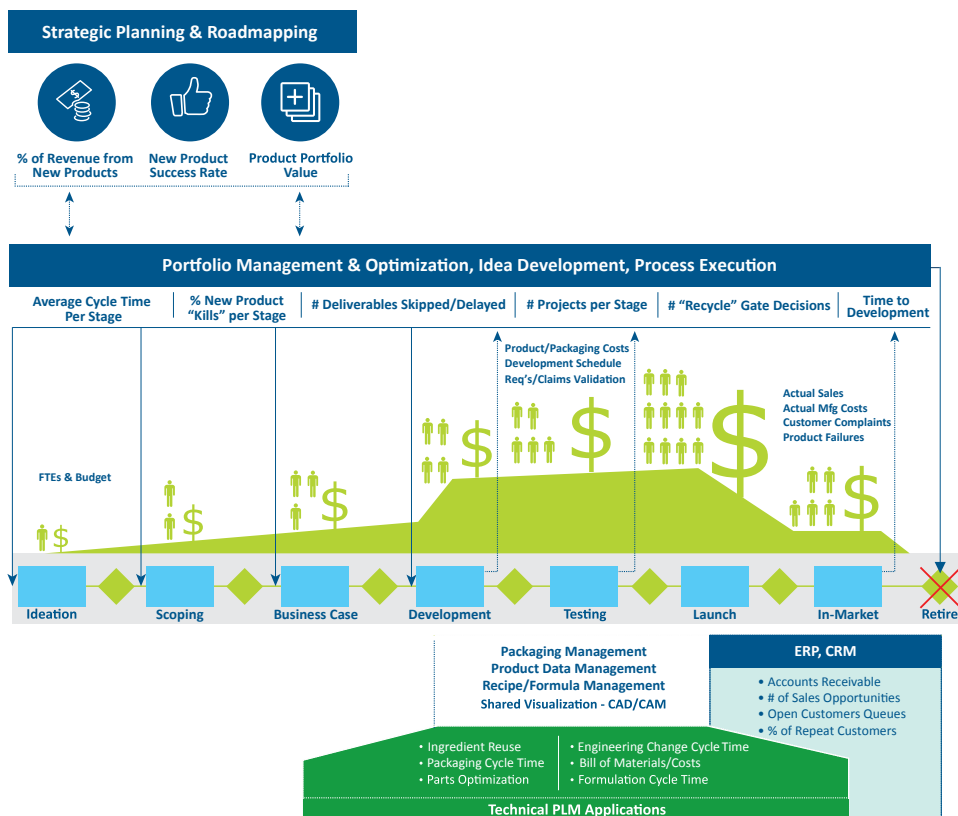 Strategic Planning & Roadmapping
% of Revenue from
New Products
New Product
Success Rate
Product Portfolio
Value
Portfolio Management & Optimization, Idea Development, Process Execution
Average Cycle Time
Per Stage
% New Product
“Kills” per Stage
# Deliverables Skipped/Delayed
# Projects per Stage
# “Recycle” Gate Decisions
Time to
Development
Product/Packaging Costs
Development Schedule
Req's/Claims Validation
Actual Sales
Actual Mfg Costs
Customer Complaints
Product Failures
FTEs & Budget
$
$
$
$
$
$
$
Ideation
Scoping
Business Case
Development
Testing
Launch
In-Market
Retire
Packaging Management
Product Data Management
Recipe/Formula Management
Shared Visualization - CAD/CAM
ERP, CRM
• Accounts Receivable
• # of Sales Opportunities
• Open Customers Queues
• % of Repeat Customers
• Ingredient Reuse
• Packaging Cycle Time
• Parts Optimization
• Engineering Change Cycle Time
• Bill of Materials/Costs
• Formulation Cycle Time
Technical PLM Applications